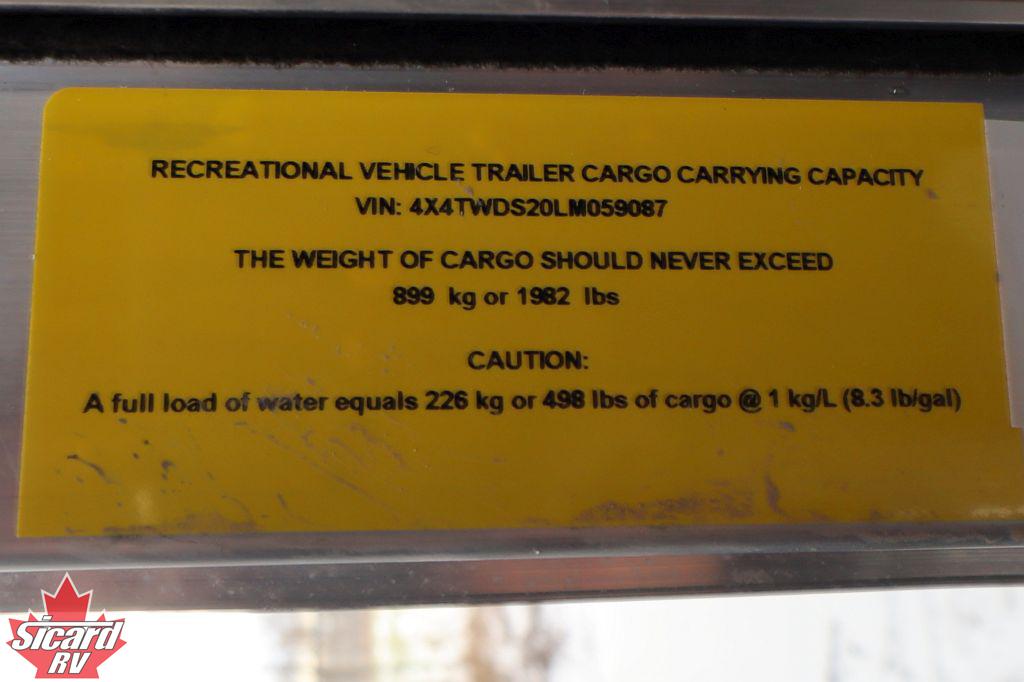 RECREATIONAL VEHICLE TRAILER CARGO CARRYING CAPACITY
VIN: 4X4TWDS20LM059087
THE WEIGHT OF CARGO SHOULD NEVER EXCEED
899 kg or 1982 lbs
CAUTION:
A full load of water equals 226 kg or 498 lbs of cargo @ 1 kg/L (8.3 lb/gal)
Sicard
RV